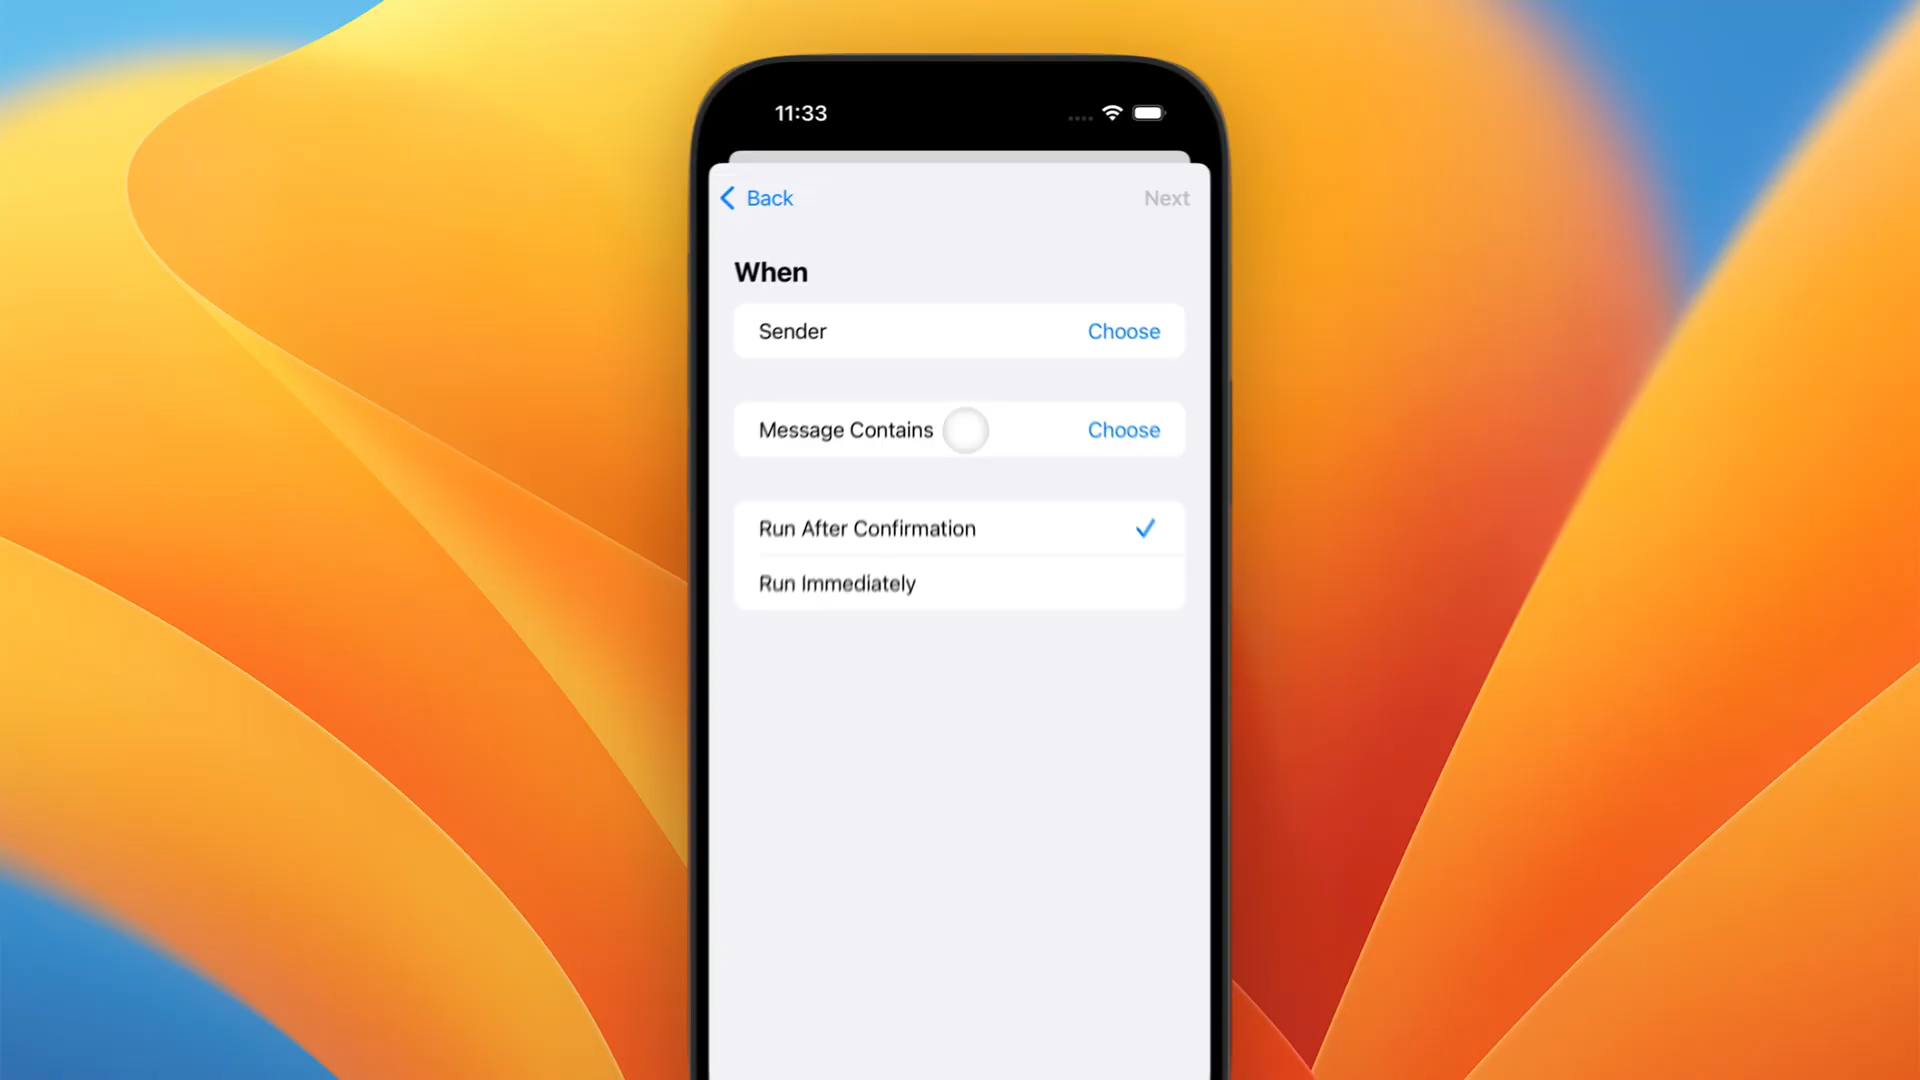 11:33
Back
Next
When
Sender
Choose
Message Contains
Choose
Run After Confirmation
Run Immediately